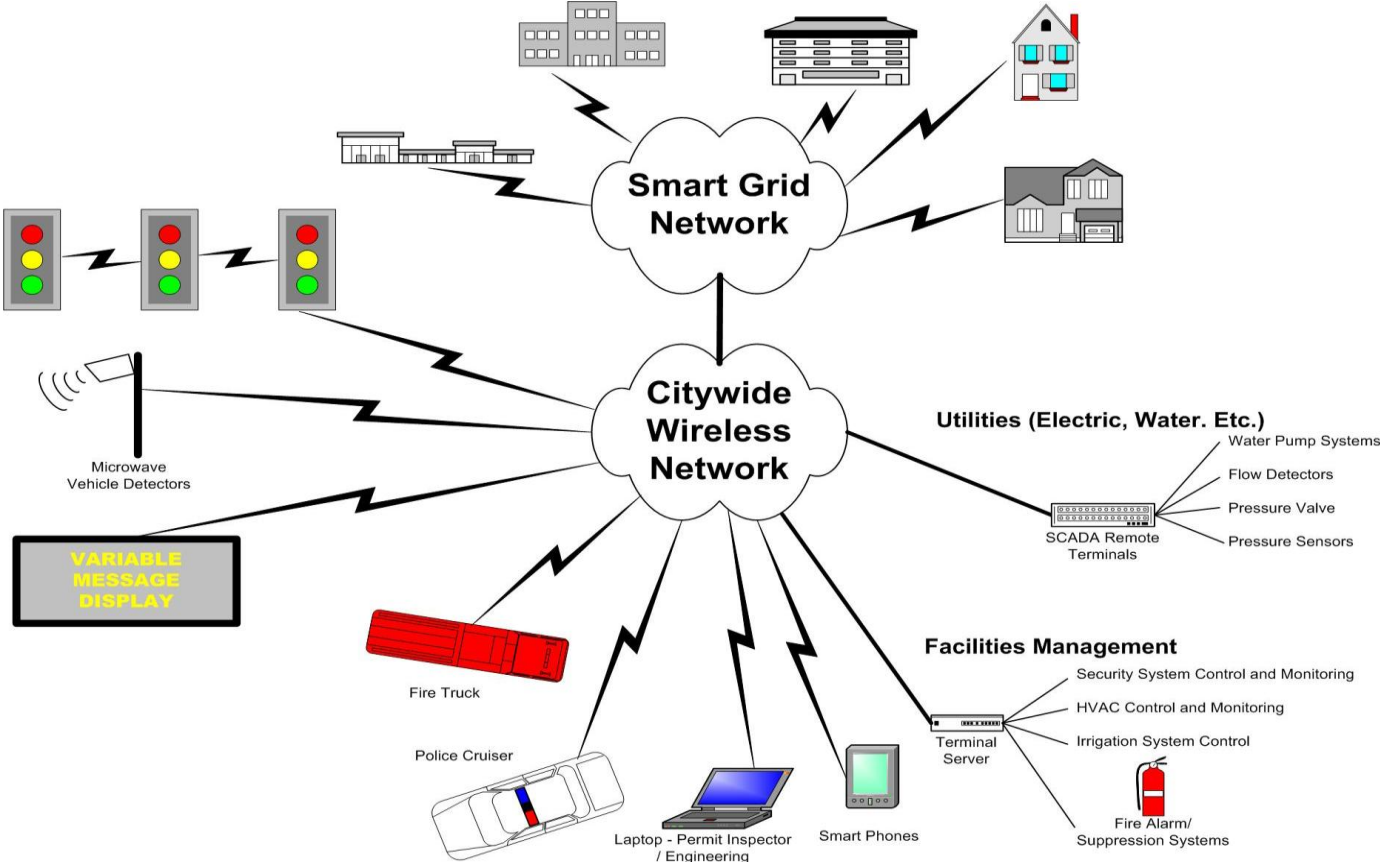 Smart Grid
Network
Citywide
Wireless
Network
Microwave
Vehicle Detectors
VARIABLE
MESSAGE
DISPLAY
Utilities (Electric, Water. Etc.)
Water Pump Systems
Flow Detectors
Pressure Valve
Pressure Sensors
SCADA Remote
Terminals
Fire Truck
Facilities Management
Security System Control and Monitoring
HVAC Control and Monitoring
Irrigation System Control
Terminal
Server
Fire Alarm/
Suppression Systems
Police Cruiser
Laptop - Permit Inspector
/ Engineering
Smart Phones